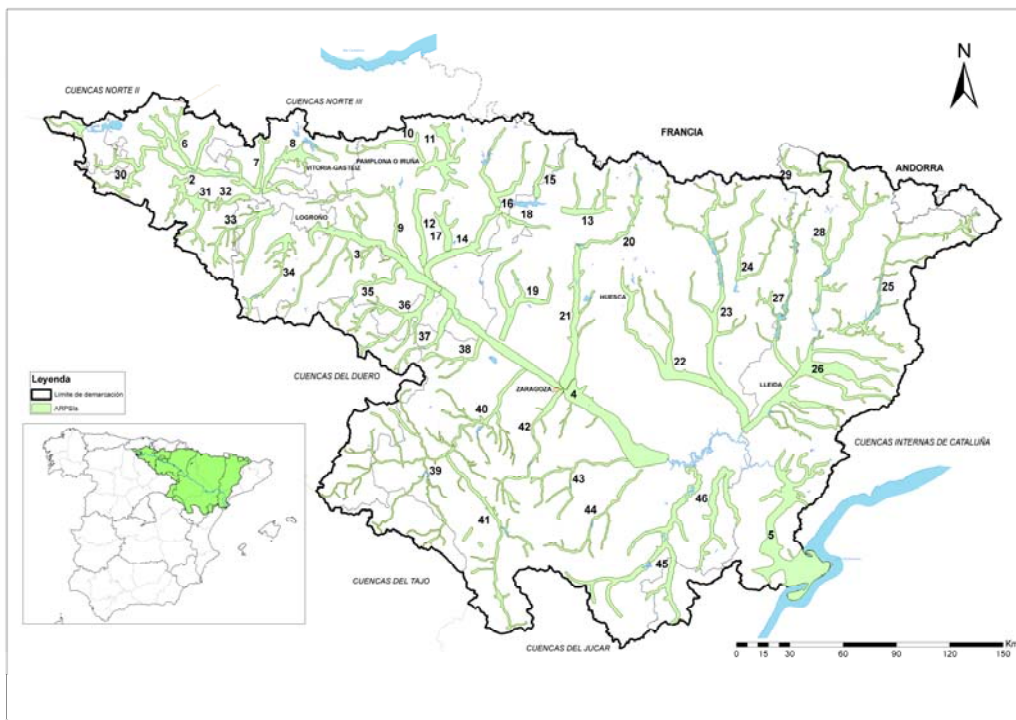 N
CUENCAS NORTE II
CUENCAS NORTE III
FRANCIA
ANDORRA
6
7
8
10
11
PAMPLONA O IRUÑA
VITORIA-GASTEIZ
30
2
31
32
33
LOGROÑO
29
15
16
18
13
12
17
14
9
3
20
28
24
34
35
36
37
38
19
21
HUESCA
23
27
25
22
26
LLEIDA
ZARAGOZA
4
CUENCAS DEL DUERO
Leyenda
Límite de demarcación
ARPSIs
40
42
39
43
44
41
46
45
5
CUENCAS INTERNAS DE CATALUÑA
CUENCAS DEL TAJO
CUENCAS DEL JUCAR
Km
0 15 30 60 90 120 150